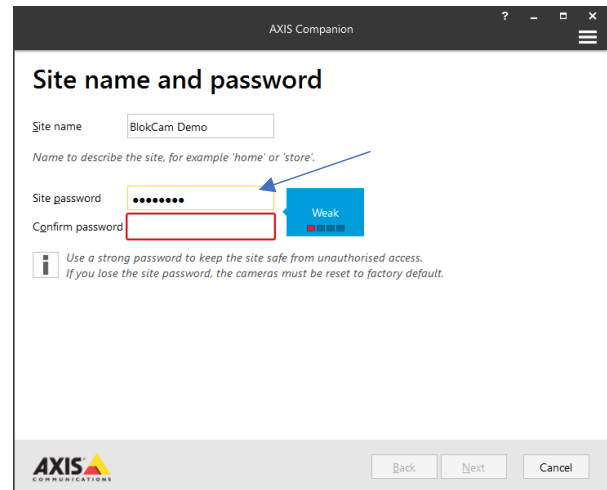 AXIS Companion
?
Site name and password
Site name BlokCam Demo
Name to describe the site, for example 'home' or 'store'.
Site password ••••••••
Weak
Confirm password
i Use a strong password to keep the site safe from unauthorised access.
If you lose the site password, the cameras must be reset to factory default.
AXIS
COMMUNICATIONS
Back Next Cancel